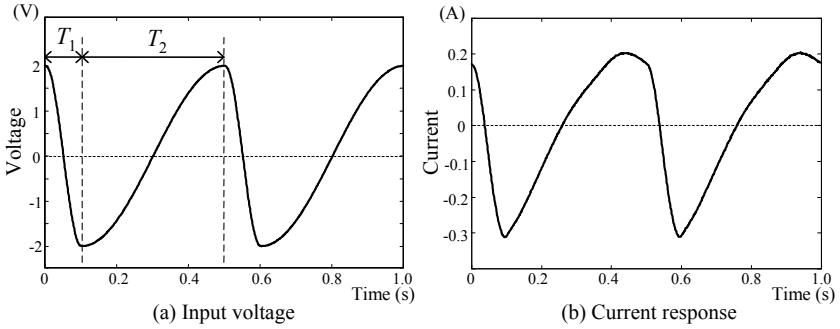 (V)
T1
T2
2
1
0
-1
-2
Voltage
0
0.2
0.4
0.6
0.8
1.0
Time (s)
(a) Input voltage
(A)
0.2
0.1
0
-0.1
-0.2
-0.3
Current
0
0.2
0.4
0.6
0.8
1.0
Time (s)
(b) Current response